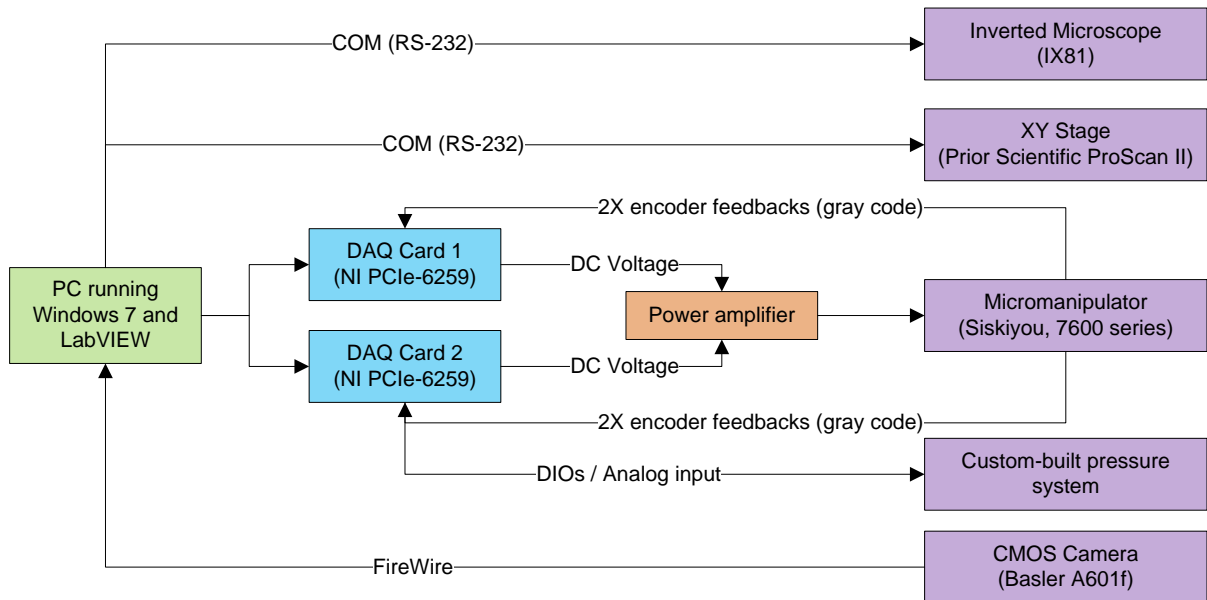 COM (RS-232)
Inverted Microscope
(IX81)
COM (RS-232)
XY Stage
(Prior Scientific ProScan II)
2X encoder feedbacks (gray code)
DAQ Card 1
(NI PCIe-6259)
DC Voltage
PC running
Windows 7 and
LabVIEW
Power amplifier
Micromanipulator
(Siskiyou, 7600 series)
DAQ Card 2
(NI PCIe-6259)
DC Voltage
2X encoder feedbacks (gray code)
DIOs / Analog input
Custom-built pressure
system
FireWire
CMOS Camera
(Basler A601f)